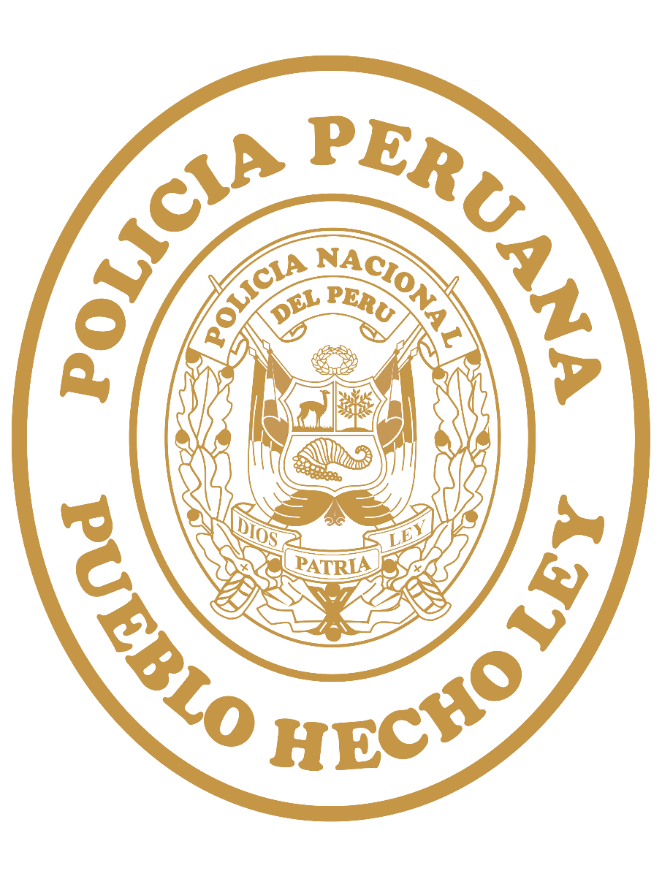 POLICIA PERUANA
POLICIA NACIONAL
DEL PERU
DIOS PATRIA LEY
PUEBLO HECHO LEY